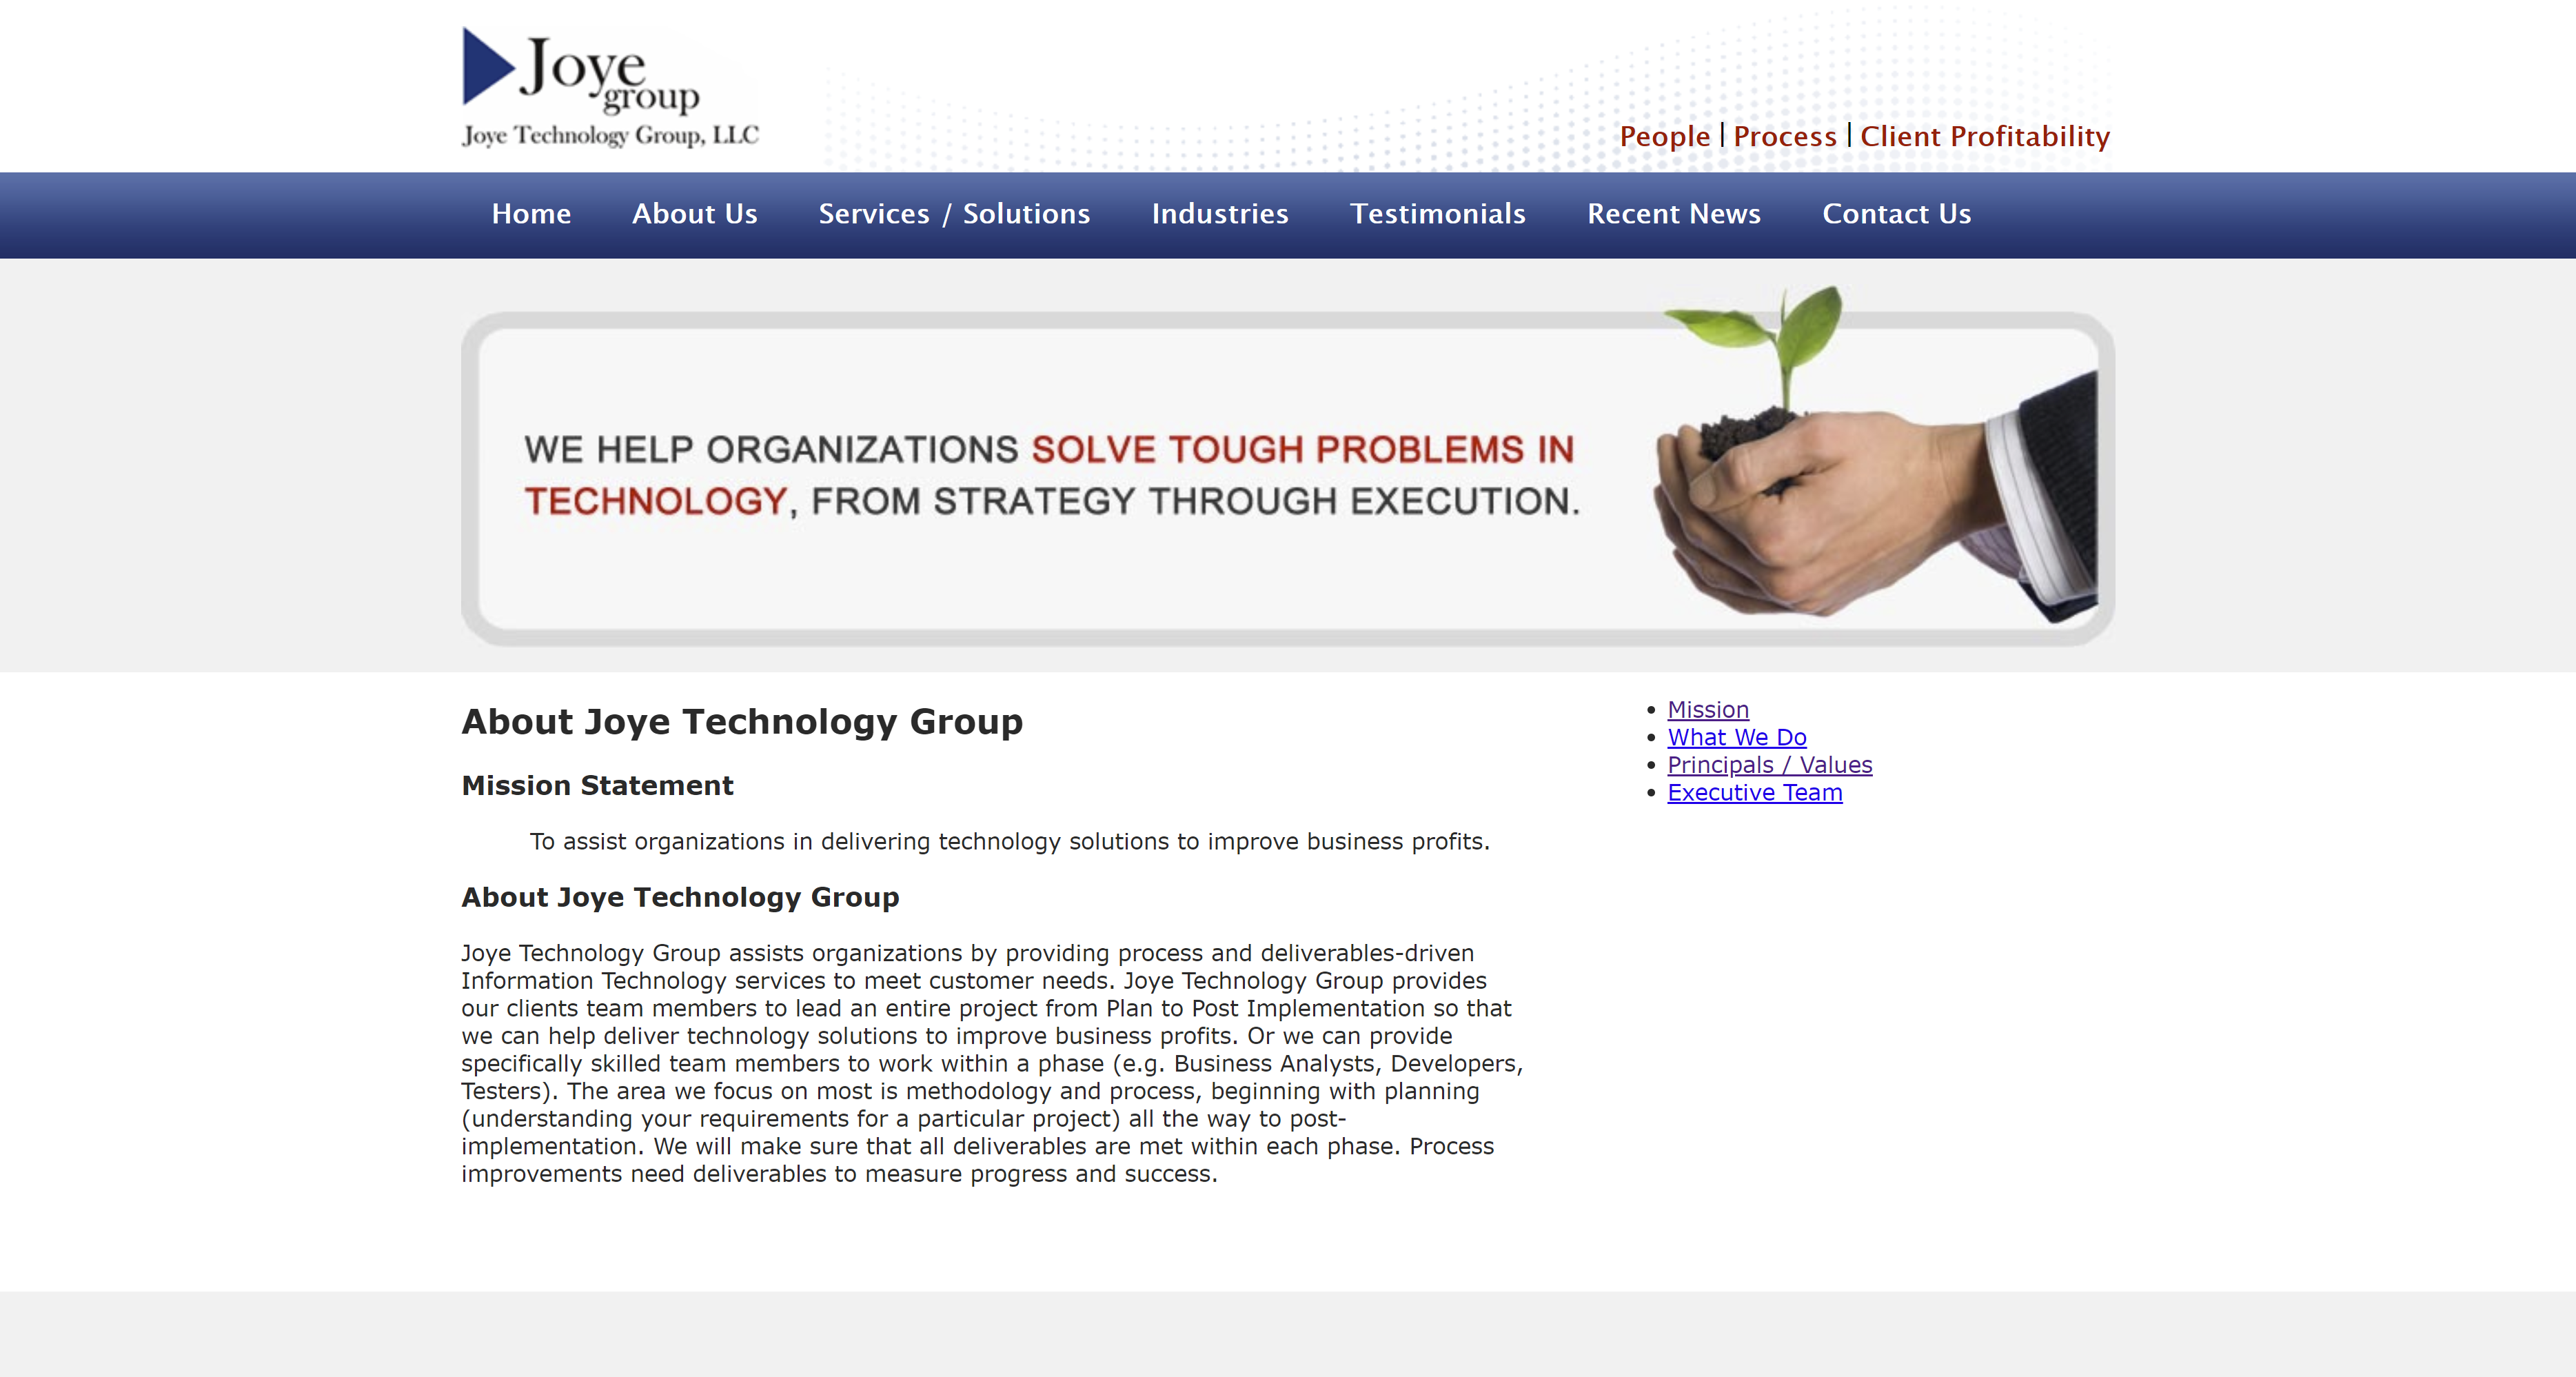 Joye
group
Joye Technology Group, LLC
People | Process | Client Profitability
Home About Us Services / Solutions Industries Testimonials Recent News Contact Us
WE HELP ORGANIZATIONS SOLVE TOUGH PROBLEMS IN
TECHNOLOGY, FROM STRATEGY THROUGH EXECUTION.
About Joye Technology Group
Mission Statement
To assist organizations in delivering technology solutions to improve business profits.
About Joye Technology Group
Joye Technology Group assists organizations by providing process and deliverables-driven
Information Technology services to meet customer needs. Joye Technology Group provides
our clients team members to lead an entire project from Plan to Post Implementation so that
we can help deliver technology solutions to improve business profits. Or we can provide
specifically skilled team members to work within a phase (e.g. Business Analysts, Developers,
Testers). The area we focus on most is methodology and process, beginning with planning
(understanding your requirements for a particular project) all the way to post-
implementation. We will make sure that all deliverables are met within each phase. Process
improvements need deliverables to measure progress and success.
Mission
What We Do
Principals / Values
Executive Team